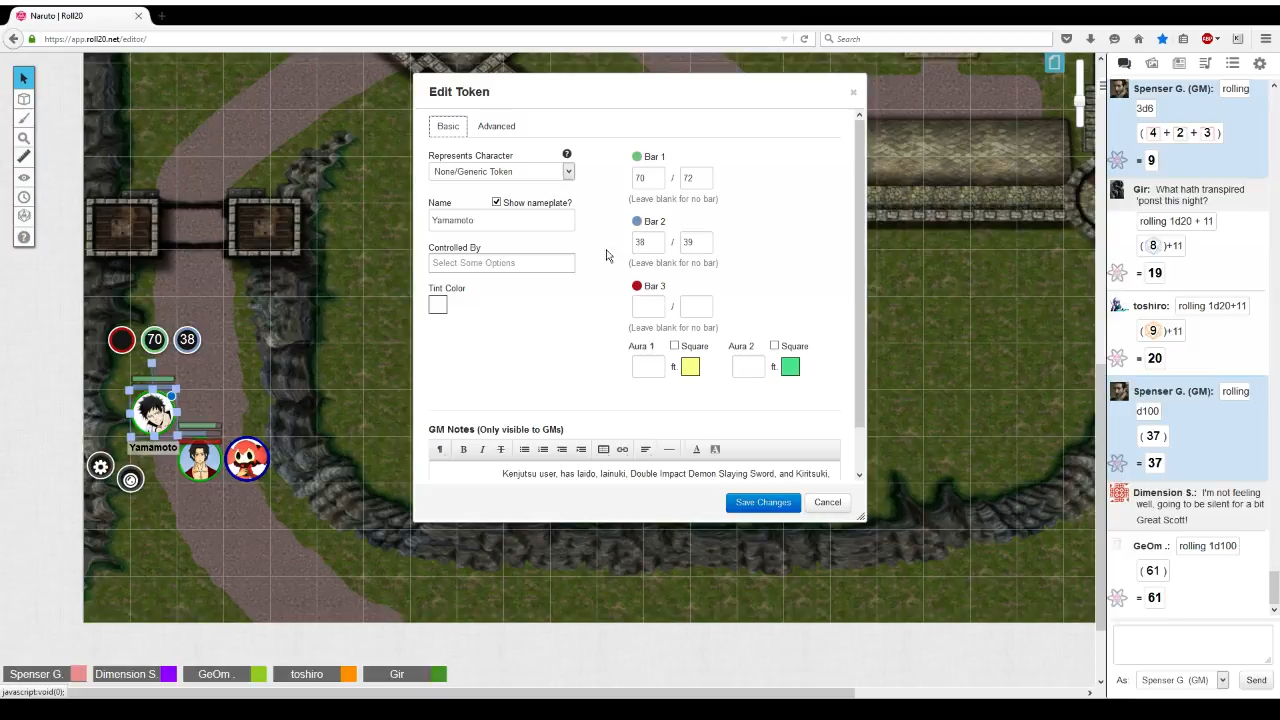 Naruto | Roll20
https://app.roll20.net/editor/
Search
ABP
Edit Token
Basic
Advanced
Represents Character
None/Generic Token
Name
Show nameplate?
Yamamoto
Controlled By
Select Some Options
Tint Color
Bar 1
70 / 72
(Leave blank for no bar)
Bar 2
38 / 39
(Leave blank for no bar)
Bar 3
/
(Leave blank for no bar)
Aura 1
Square
Aura 2
Square
ft.
ft.
GM Notes (Only visible to GMs)
Kenjutsu user, has Iaido, Iainuki, Double Impact Demon Slaying Sword, and Kiritsuki,
Save Changes
Cancel
70
38
Yamamoto
Spenser G. (GM): rolling
3d6
( 4 + 2 + 3 )
= 9
Gir: What hath transpired
'ponst this night?
rolling 1d20 + 11
( 8 )+11
= 19
toshiro: rolling 1d20+11
( 9 )+11
= 20
Spenser G. (GM): rolling
d100
( 37 )
= 37
Dimension S.: I'm not feeling
well, going to be silent for a bit
Great Scott!
GeOm .: rolling 1d100
( 61 )
= 61
As:
Spenser G. (GM)
Send
Spenser G.
Dimension S.
GeOm .
toshiro
Gir
javascript:void(0);